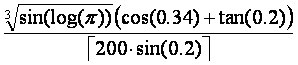 ∛sin(log(π))(cos(0.34)+tan(0.2))
⌈200·sin(0.2)⌉